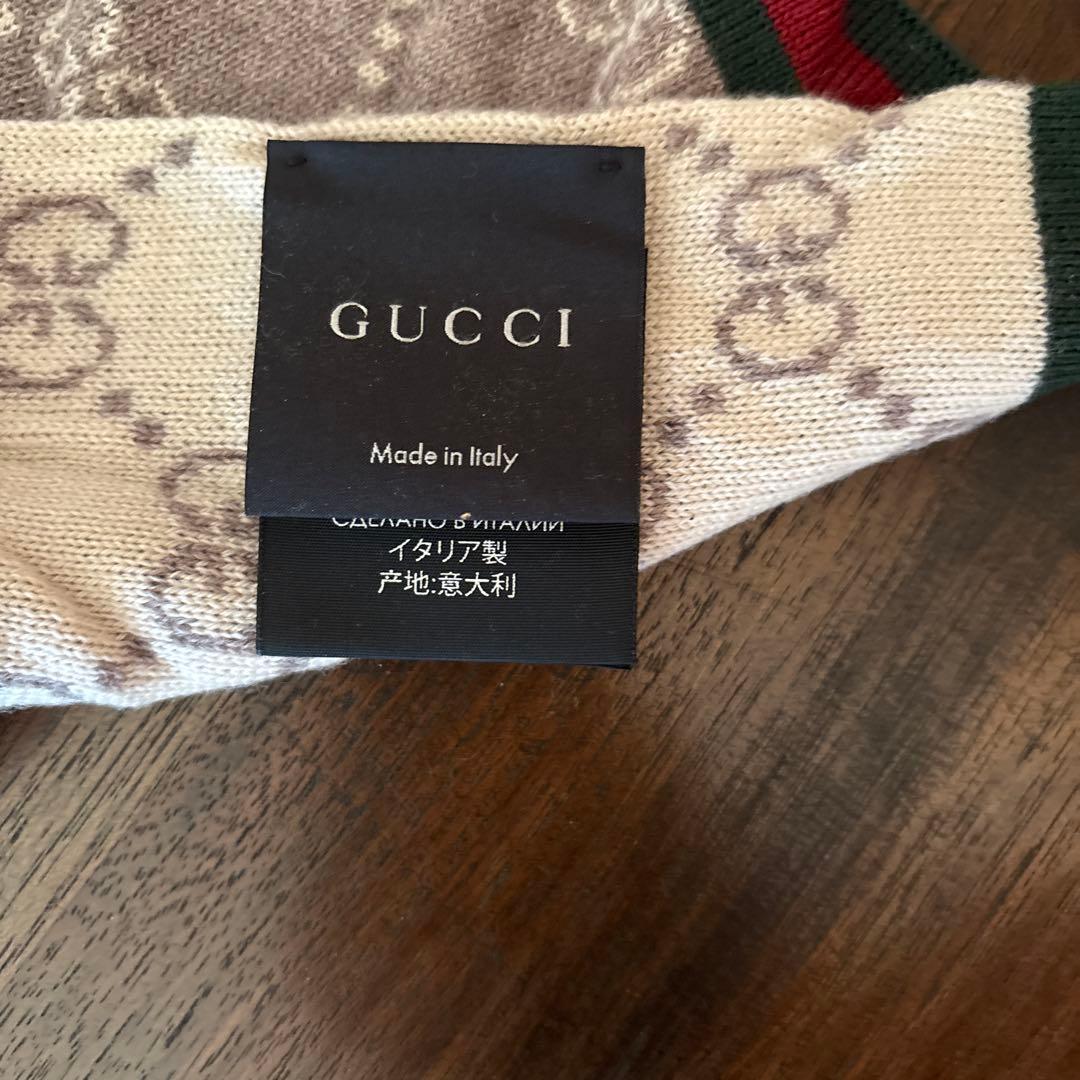 GUCCI
Made in Italy
СДЕЛАНО В ИТАЛИИ
イタリア製
产地:意大利